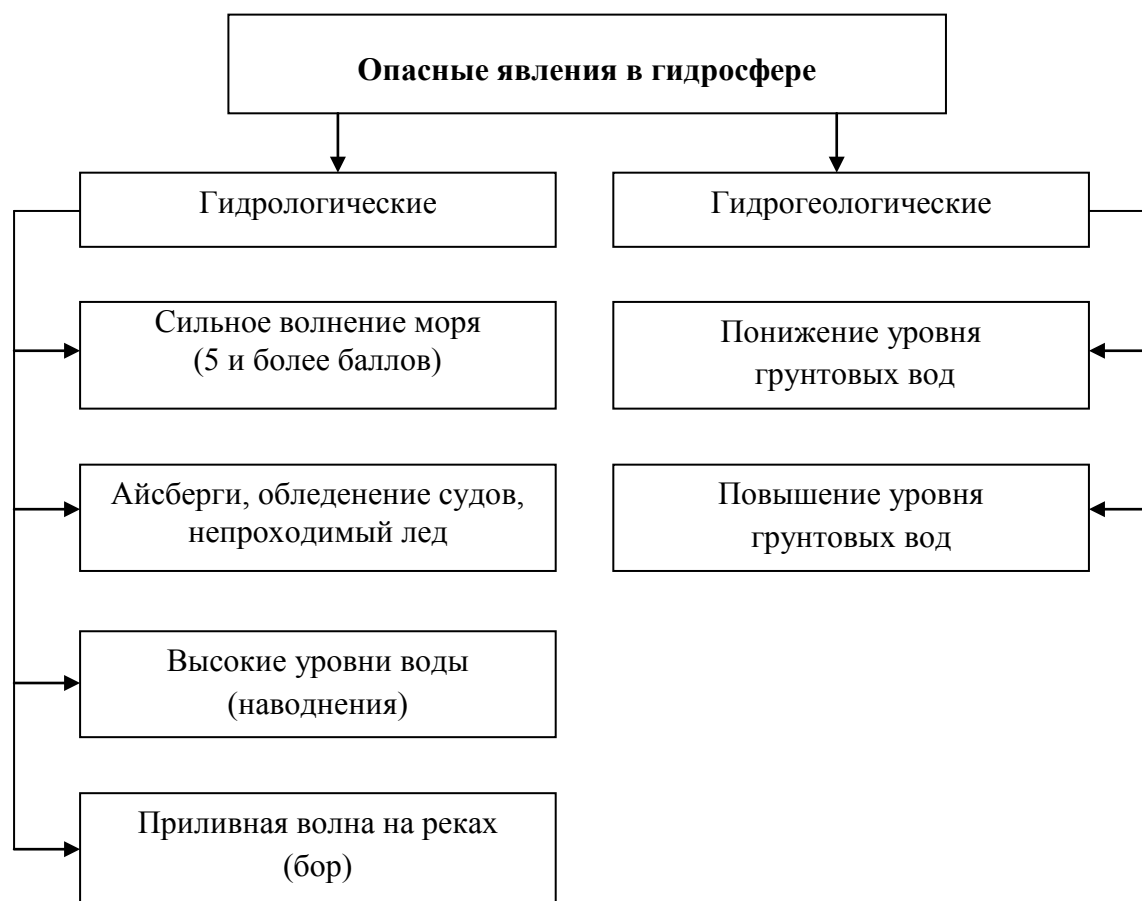 Опасные явления в гидросфере
Гидрологические
Гидрогеологические
Сильное волнение моря
(5 и более баллов)
Понижение уровня
грунтовых вод
Айсберги, обледенение судов,
непроходимый лед
Повышение уровня
грунтовых вод
Высокие уровни воды
(наводнения)
Приливная волна на реках
(бор)